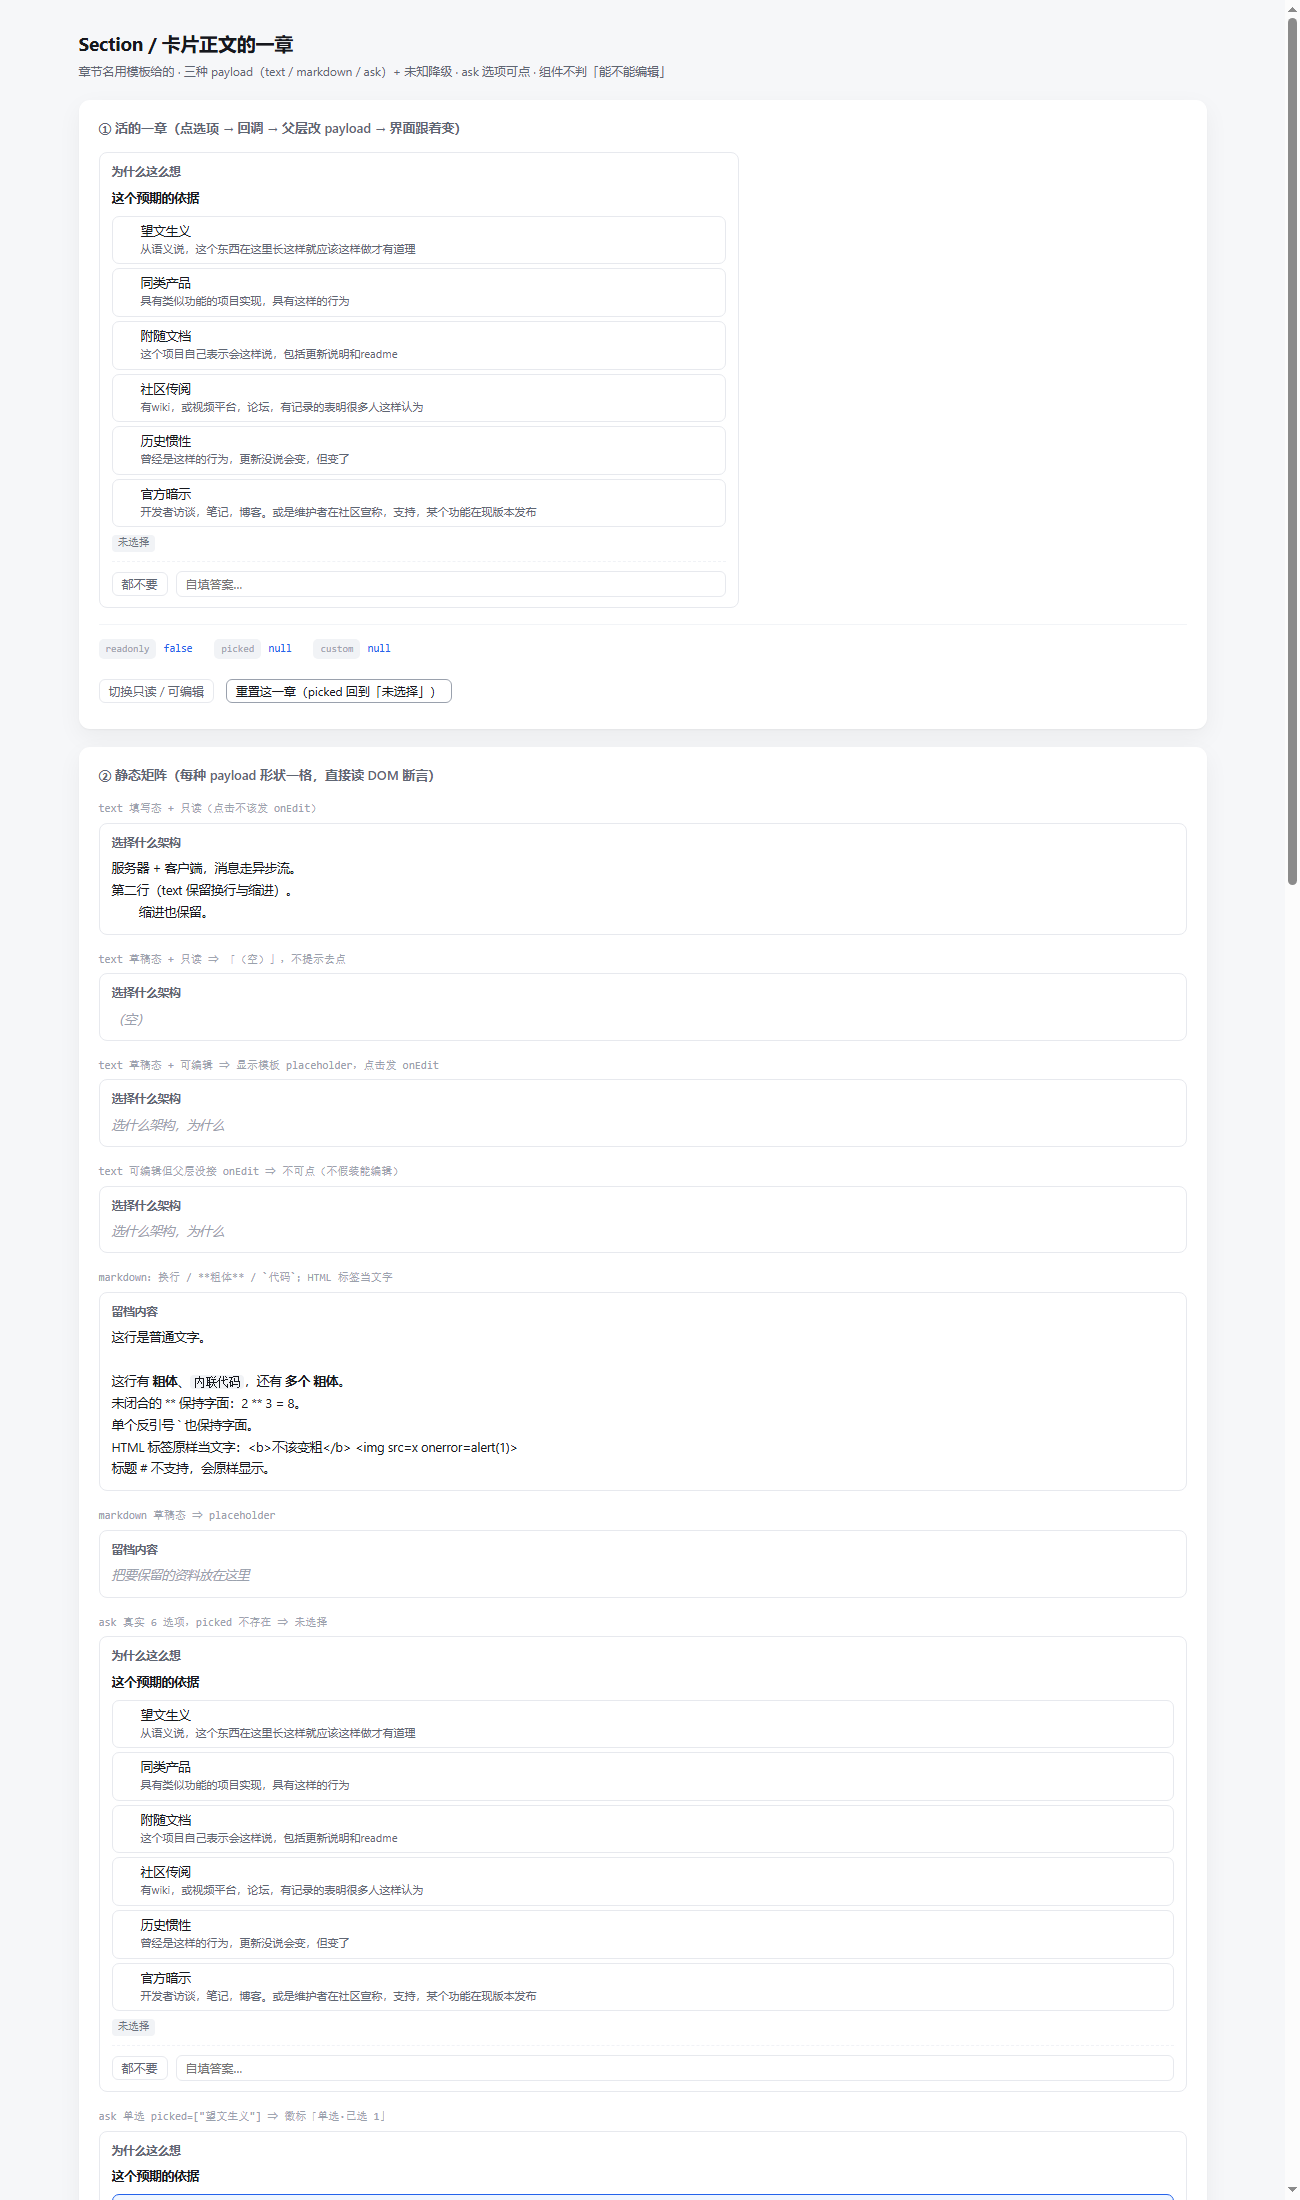 Section / 卡片正文的一章
章节名用模板给的 · 三种 payload（text / markdown / ask）+ 未知降级 · ask 选项可点 · 组件不判「能不能编辑」
① 活的一章（点选项 → 回调 → 父层改 payload → 界面跟着变）
为什么这么想
这个预期的依据
望文生义
从语义说，这个东西在这里长这样就应该这样做才有道理
同类产品
具有类似功能的项目实现，具有这样的行为
附随文档
这个项目自己表示会这样说，包括更新说明和readme
社区传阅
有wiki，或视频平台，论坛，有记录的表明很多人这样认为
历史惯性
曾经是这样的行为，更新没说会变，但变了
官方暗示
开发者访谈，笔记，博客。或是维护者在社区宣称，支持，某个功能在现版本发布
未选择
都不要 自填答案...
readonly false picked null custom null
切换只读 / 可编辑 重置这一章（picked 回到「未选择」）
② 静态矩阵（每种 payload 形状一格，直接读 DOM 断言）
text 填写态 + 只读（点击不该发 onEdit）
选择什么架构
服务器 + 客户端，消息走异步流。
第二行（text 保留换行与缩进）。
缩进也保留。
text 草稿态 + 只读 ⇒ 「（空）」，不提示去点
选择什么架构
（空）
text 草稿态 + 可编辑 ⇒ 显示模板 placeholder，点击发 onEdit
选择什么架构
选什么架构，为什么
text 可编辑但父层没接 onEdit ⇒ 不可点（不假装能编辑）
选择什么架构
选什么架构，为什么
markdown：换行 / **粗体** / `代码`；HTML 标签当文字
留档内容
这行是普通文字。
这行有 粗体、 内联代码 ，还有 多个 粗体。
未闭合的 ** 保持字面：2 ** 3 = 8。
单个反引号 ` 也保持字面。
HTML 标签原样当文字：<b>不该变粗</b> <img src=x onerror=alert(1)>
标题 # 不支持，会原样显示。
markdown 草稿态 ⇒ placeholder
留档内容
把要保留的资料放在这里
ask 真实 6 选项，picked 不存在 ⇒ 未选择
为什么这么想
这个预期的依据
望文生义
从语义说，这个东西在这里长这样就应该这样做才有道理
同类产品
具有类似功能的项目实现，具有这样的行为
附随文档
这个项目自己表示会这样说，包括更新说明和readme
社区传阅
有wiki，或视频平台，论坛，有记录的表明很多人这样认为
历史惯性
曾经是这样的行为，更新没说会变，但变了
官方暗示
开发者访谈，笔记，博客。或是维护者在社区宣称，支持，某个功能在现版本发布
未选择
都不要 自填答案...
ask 单选 picked=["望文生义"] ⇒ 徽标「单选·已选 1」
为什么这么想
这个预期的依据